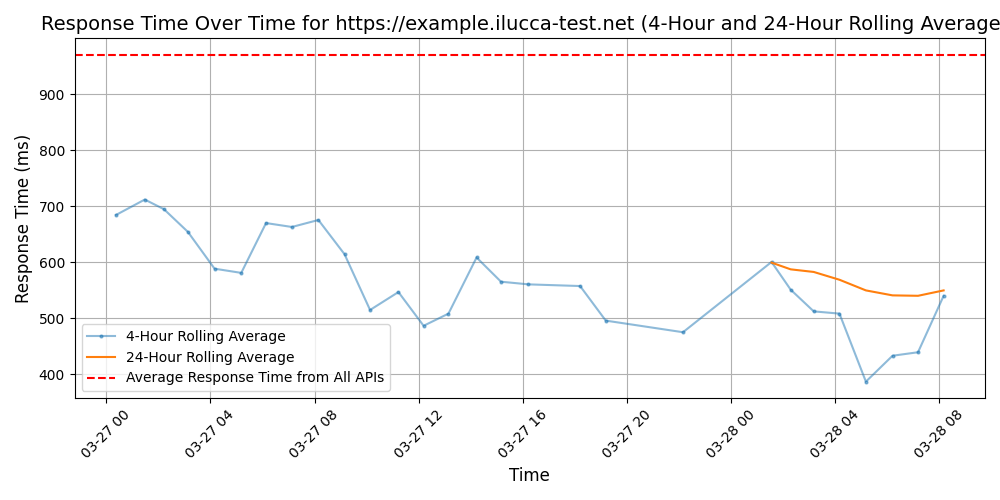 Response Time Over Time for https://example.ilucca-test.net (4-Hour and 24-Hour Rolling Average
Response Time (ms)
900
800
700
600
500
400
4-Hour Rolling Average
24-Hour Rolling Average
Average Response Time from All APIs
03-27 00
03-27 04
03-27 08
03-27 12
03-27 16
03-27 20
03-28 00
03-28 04
03-28 08
Time